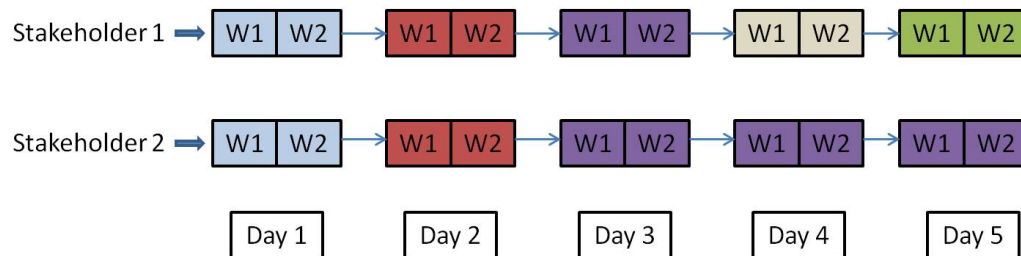 Stakeholder 1 W1 W2 W1 W2 W1 W2 W1 W2 W1 W2
Stakeholder 2 W1 W2 W1 W2 W1 W2 W1 W2 W1 W2
Day 1 Day 2 Day 3 Day 4 Day 5